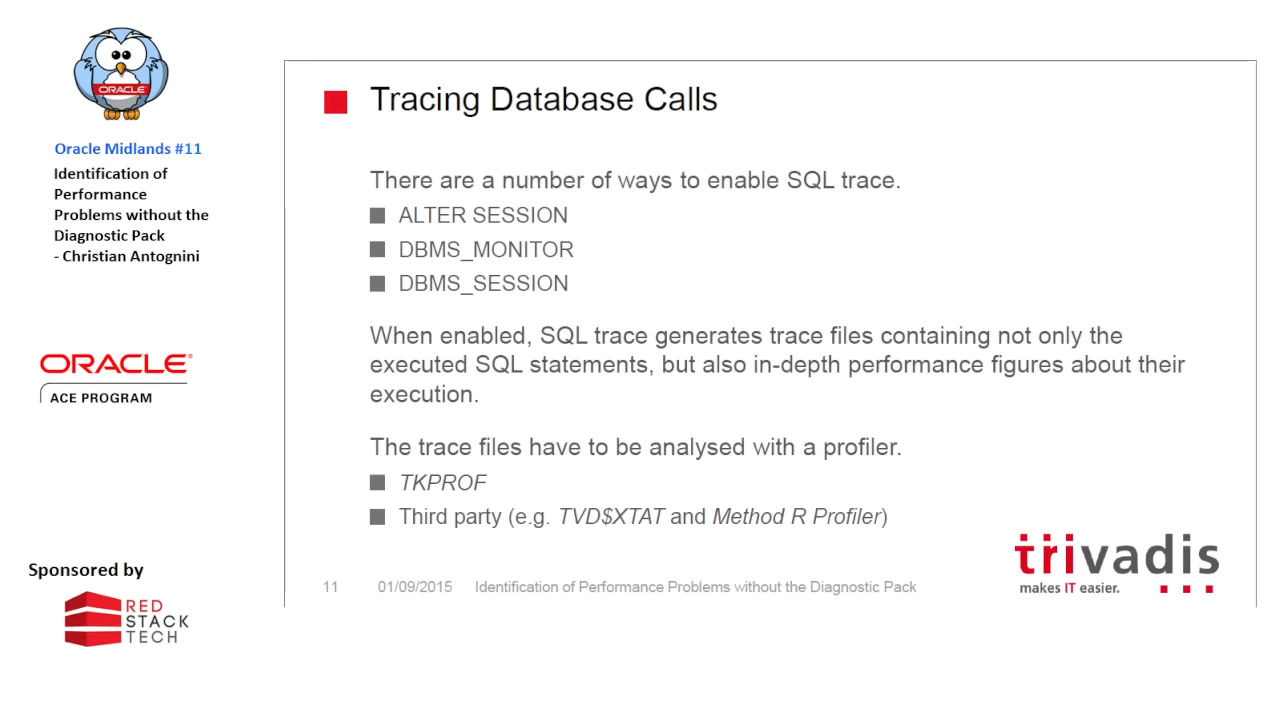 ORACLE
Oracle Midlands #11
Identification of
Performance
Problems without the
Diagnostic Pack
- Christian Antognini
ORACLE®
ACE PROGRAM
Sponsored by
RED
STACK
TECH
Tracing Database Calls
There are a number of ways to enable SQL trace.
ALTER SESSION
DBMS_MONITOR
DBMS_SESSION
When enabled, SQL trace generates trace files containing not only the
executed SQL statements, but also in-depth performance figures about their
execution.
The trace files have to be analysed with a profiler.
TKPROF
Third party (e.g. TVD$XTAT and Method R Profiler)
trivadis
makes IT easier.
11 01/09/2015 Identification of Performance Problems without the Diagnostic Pack